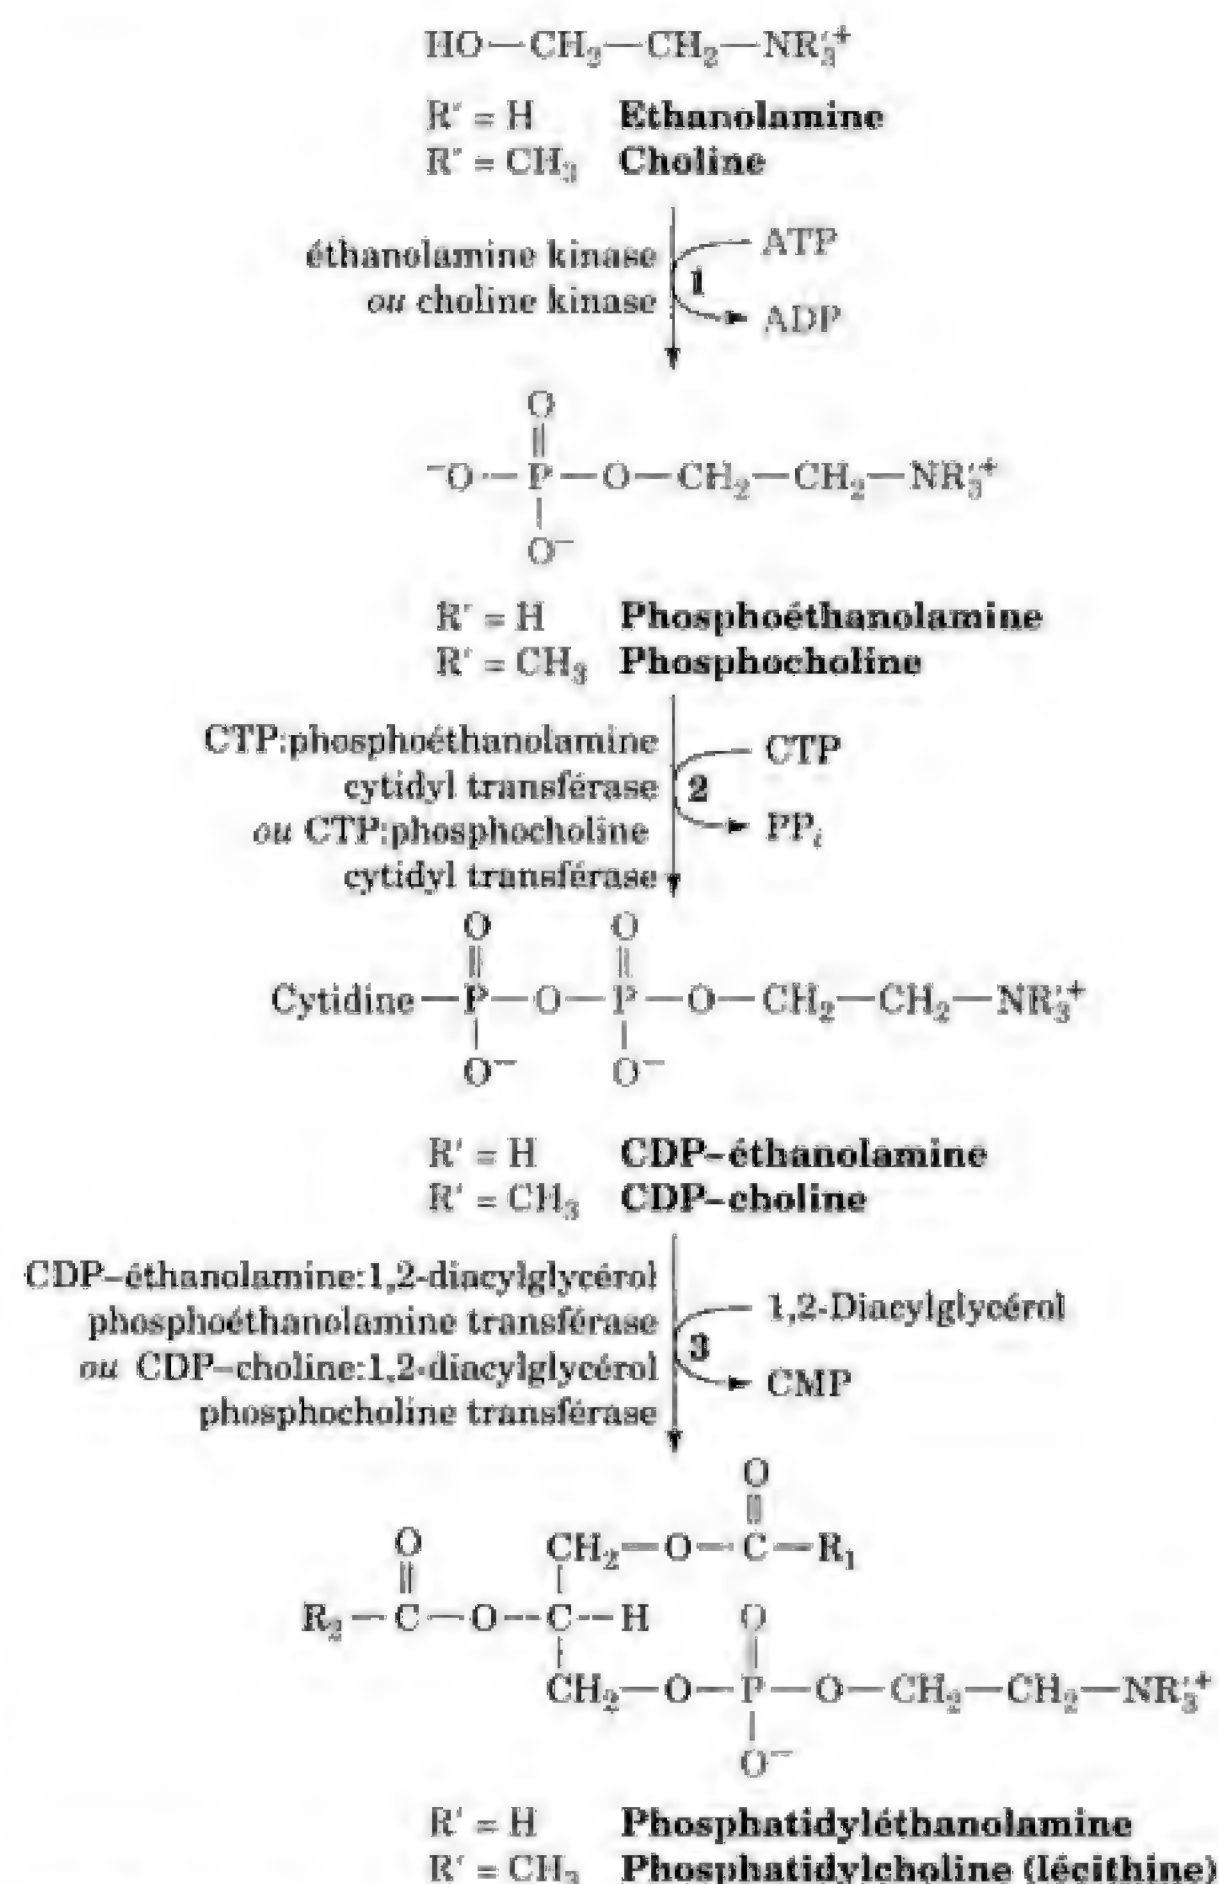 HO—CH₂—CH₂—NR′₃⁺
R′ = H Ethanolamine
R′ = CH₃ Choline
éthanolamine kinase
ou choline kinase
1
ATP
ADP
O
⁻O—P—O—CH₂—CH₂—NR′₃⁺
O⁻
R′ = H Phosphoéthanolamine
R′ = CH₃ Phosphocholine
CTP:phosphoéthanolamine
cytidyl transférase
ou CTP:phosphocholine
cytidyl transférase
2
CTP
PPᵢ
O O
Cytidine—P—O—P—O—CH₂—CH₂—NR′₃⁺
O⁻ O⁻
R′ = H CDP–éthanolamine
R′ = CH₃ CDP–choline
CDP–éthanolamine:1,2-diacylglycérol
phosphoéthanolamine transférase
ou CDP–choline:1,2-diacylglycérol
phosphocholine transférase
3
1,2-Diacylglycérol
CMP
O
O CH₂—O—C—R₁
R₂—C—O—C—H O
CH₂—O—P—O—CH₂—CH₂—NR′₃⁺
O⁻
R′ = H Phosphatidyléthanolamine
R′ = CH₃ Phosphatidylcholine (lécithine)